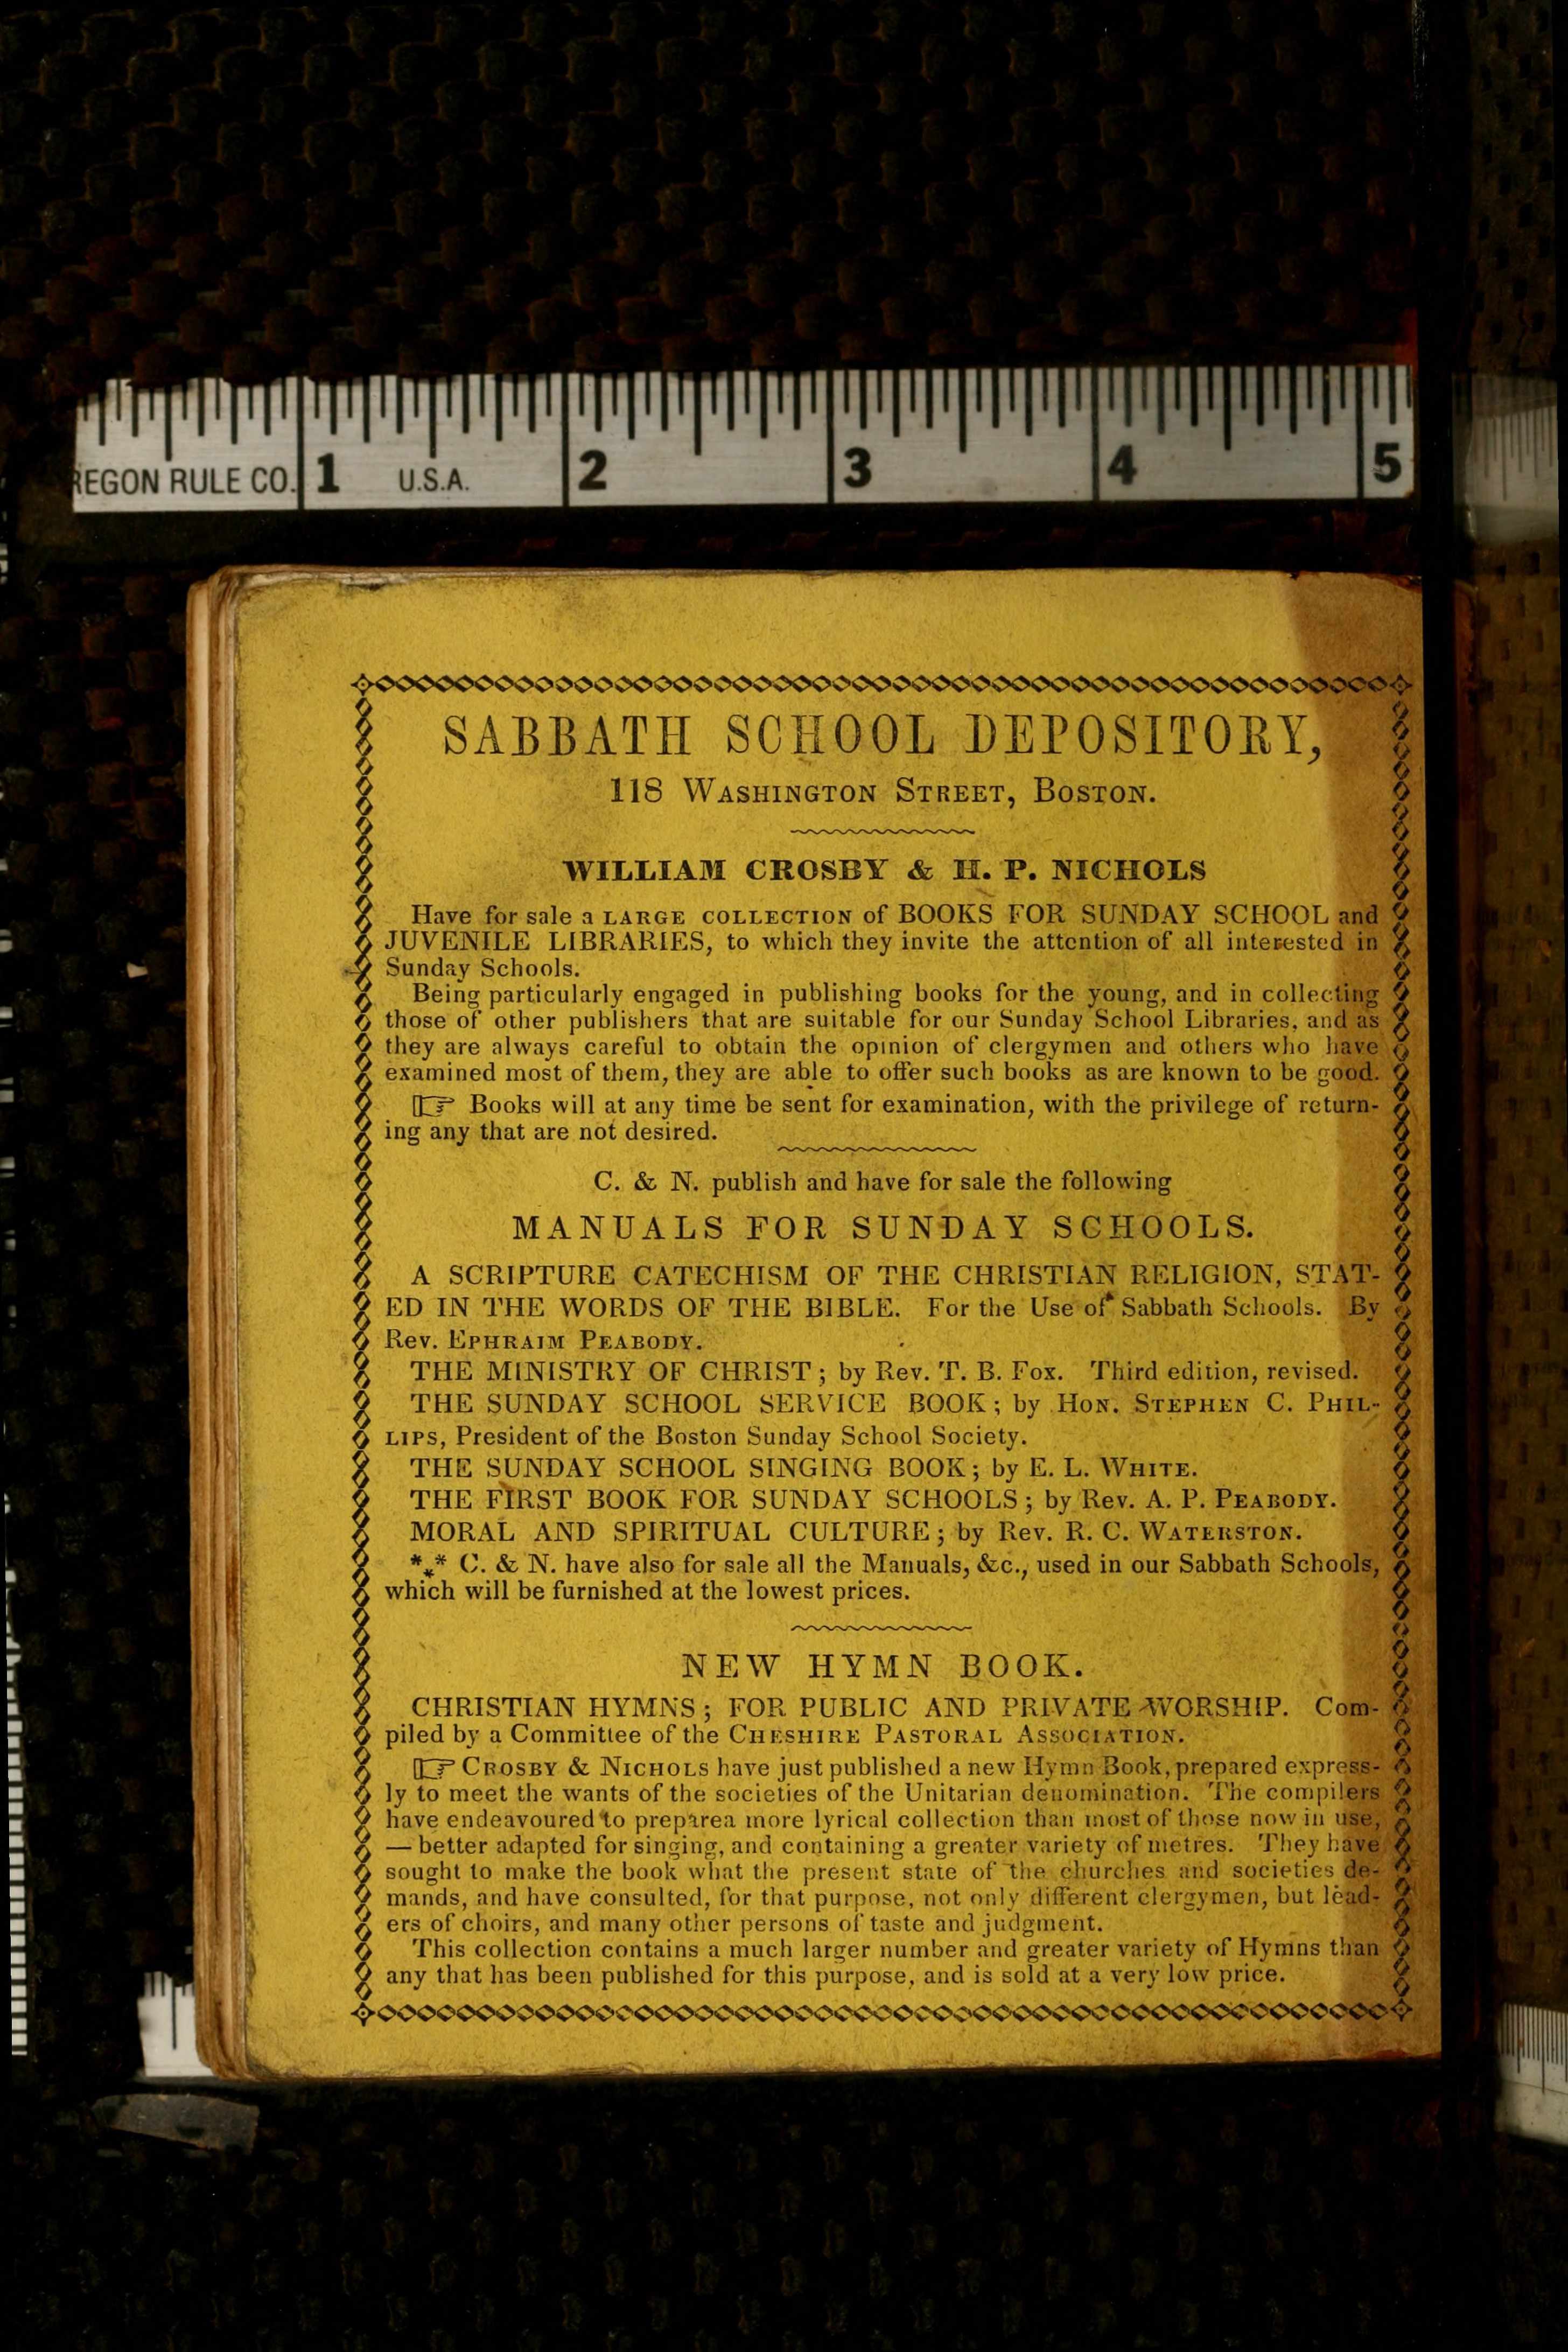 REGON RULE CO. 1 U.S.A. 2 3 4 5
SABBATH SCHOOL DEPOSITORY,
118 WASHINGTON STREET, BOSTON.
WILLIAM CROSBY & H. P. NICHOLS
Have for sale a LARGE COLLECTION of BOOKS FOR SUNDAY SCHOOL and
JUVENILE LIBRARIES, to which they invite the attention of all interested in
Sunday Schools.
Being particularly engaged in publishing books for the young, and in collecting
those of other publishers that are suitable for our Sunday School Libraries, and as
they are always careful to obtain the opinion of clergymen and others who have
examined most of them, they are able to offer such books as are known to be good.
☞ Books will at any time be sent for examination, with the privilege of return-
ing any that are not desired.
C. & N. publish and have for sale the following
MANUALS FOR SUNDAY SCHOOLS.
A SCRIPTURE CATECHISM OF THE CHRISTIAN RELIGION, STAT-
ED IN THE WORDS OF THE BIBLE. For the Use of Sabbath Schools. By
Rev. EPHRAIM PEABODY.
THE MINISTRY OF CHRIST; by Rev. T. B. Fox. Third edition, revised.
THE SUNDAY SCHOOL SERVICE BOOK; by HON. STEPHEN C. PHIL-
LIPS, President of the Boston Sunday School Society.
THE SUNDAY SCHOOL SINGING BOOK; by E. L. WHITE.
THE FIRST BOOK FOR SUNDAY SCHOOLS; by Rev. A. P. PEABODY.
MORAL AND SPIRITUAL CULTURE; by Rev. R. C. WATERSTON.
*⁎* C. & N. have also for sale all the Manuals, &c., used in our Sabbath Schools,
which will be furnished at the lowest prices.
NEW HYMN BOOK.
CHRISTIAN HYMNS; FOR PUBLIC AND PRIVATE WORSHIP. Com-
piled by a Committee of the CHESHIRE PASTORAL ASSOCIATION.
☞ CROSBY & NICHOLS have just published a new Hymn Book, prepared express-
ly to meet the wants of the societies of the Unitarian denomination. The compilers
have endeavoured to preparea more lyrical collection than most of those now in use,
— better adapted for singing, and containing a greater variety of metres. They have
sought to make the book what the present state of the churches and societies de-
mands, and have consulted, for that purpose, not only different clergymen, but lead-
ers of choirs, and many other persons of taste and judgment.
This collection contains a much larger number and greater variety of Hymns than
any that has been published for this purpose, and is sold at a very low price.